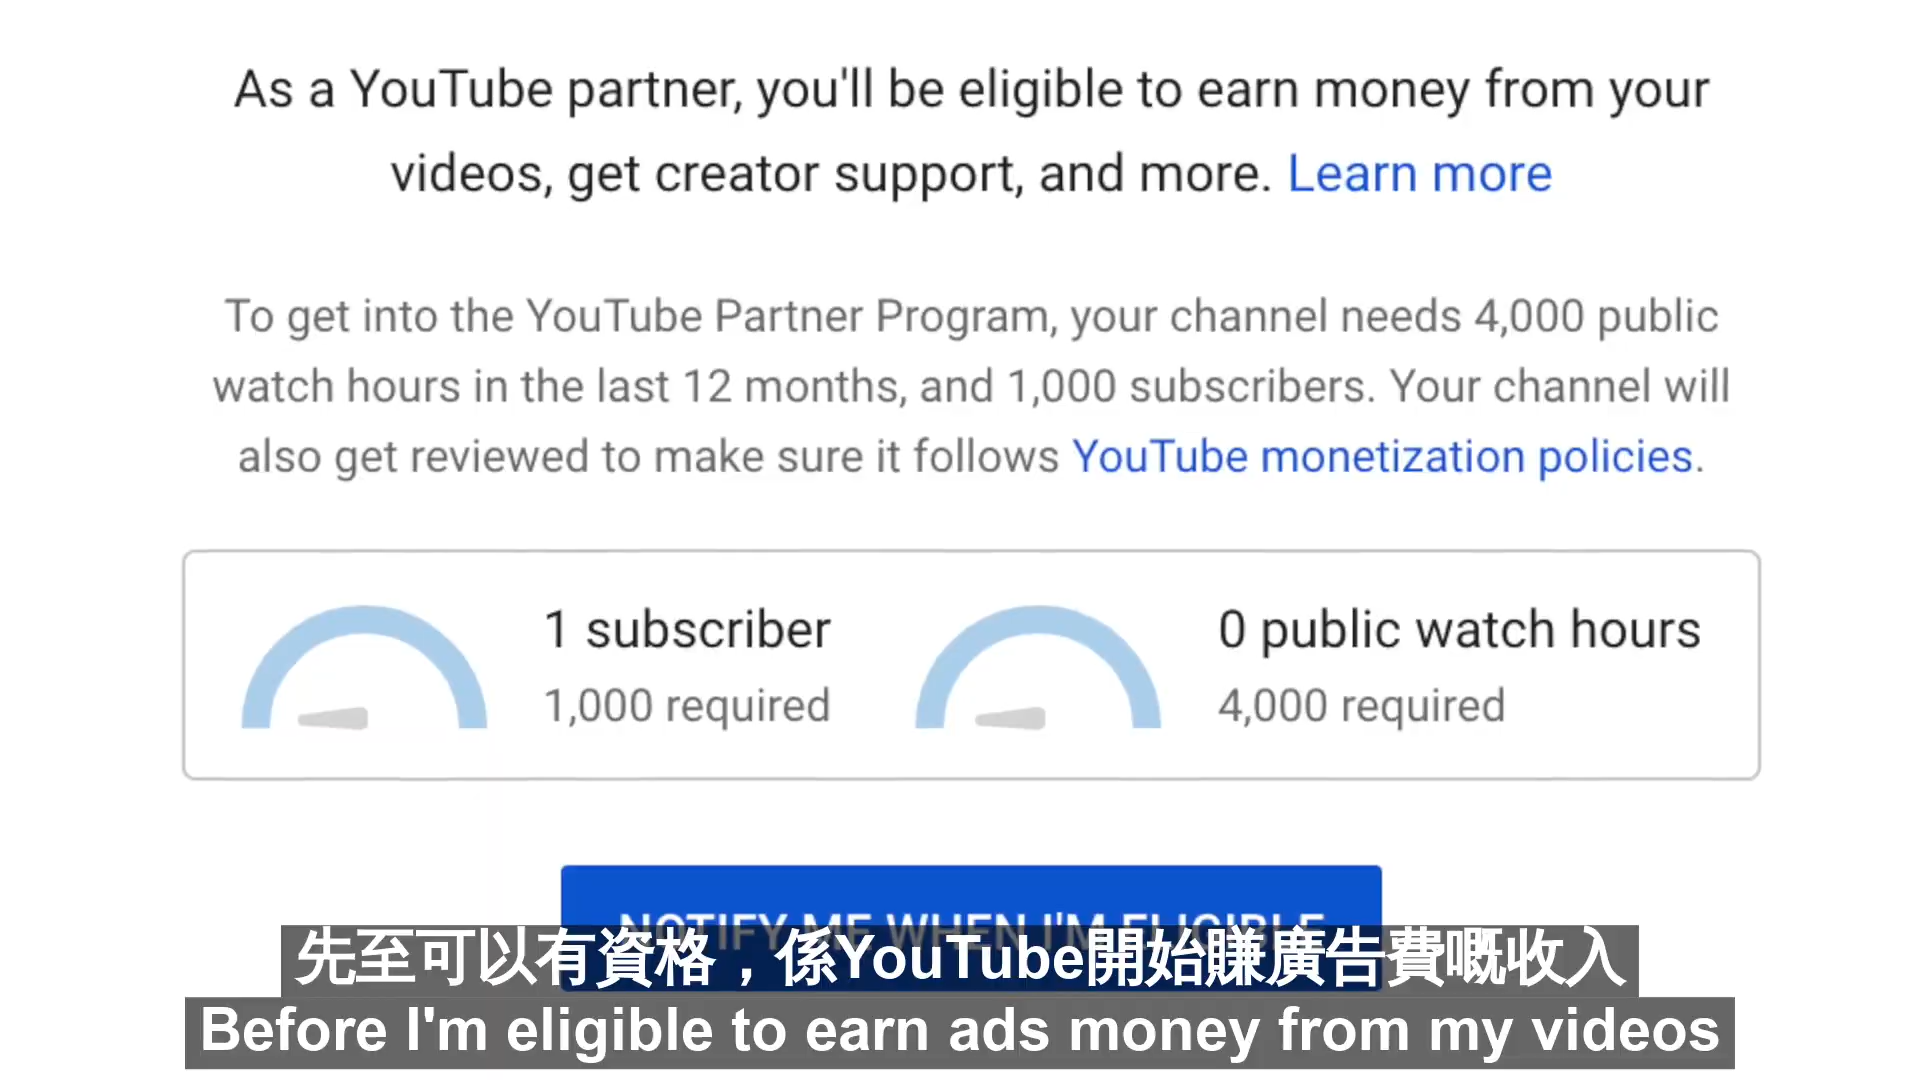 As a YouTube partner, you'll be eligible to earn money from your
videos, get creator support, and more. Learn more
To get into the YouTube Partner Program, your channel needs 4,000 public
watch hours in the last 12 months, and 1,000 subscribers. Your channel will
also get reviewed to make sure it follows YouTube monetization policies.
1 subscriber
1,000 required
0 public watch hours
4,000 required
NOTIFY ME WHEN I'M ELIGIBLE
先至可以有資格，係YouTube開始賺廣告費嘅收入
Before I'm eligible to earn ads money from my videos